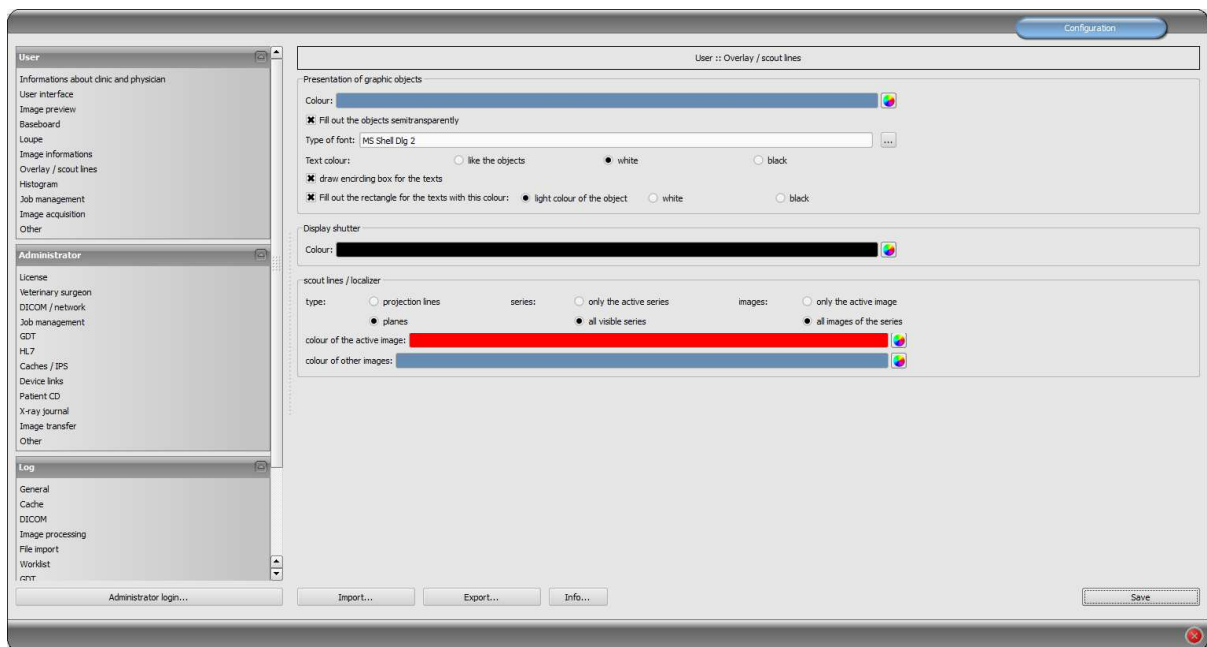 Configuration
User
Informations about clinic and physician
User interface
Image preview
Baseboard
Loupe
Image informations
Overlay / scout lines
Histogram
Job management
Image acquisition
Other
Administrator
License
Veterinary surgeon
DICOM / network
Job management
GDT
HL7
Caches / IPS
Device links
Patient CD
X-ray journal
Image transfer
Other
Log
General
Cache
DICOM
Image processing
File import
Worklist
GDT
Administrator login...
User :: Overlay / scout lines
Presentation of graphic objects
Colour:
Fill out the objects semitransparently
Type of font: MS Shell Dlg 2 ...
Text colour: like the objects white black
draw encirding box for the texts
Fill out the rectangle for the texts with this colour: light colour of the object white black
Display shutter
Colour:
scout lines / localizer
type: projection lines series: only the active series images: only the active image
planes all visible series all images of the series
colour of the active image:
colour of other images:
Import... Export... Info... Save